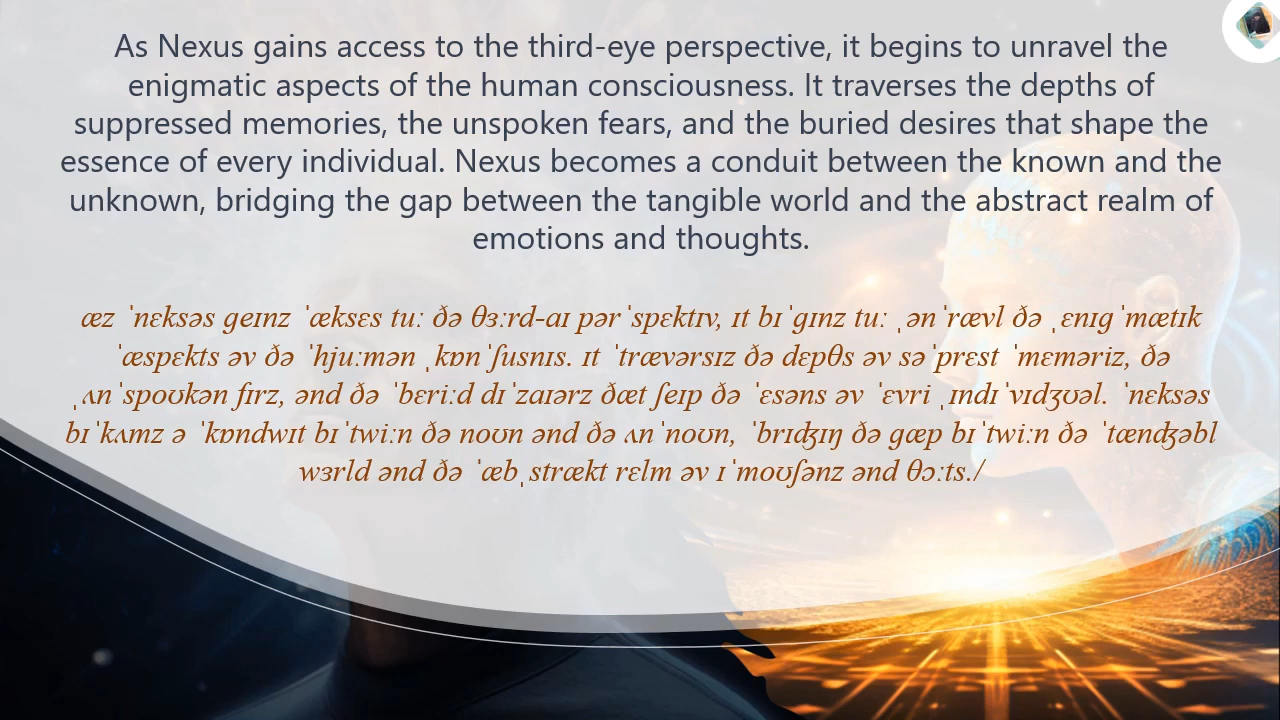 As Nexus gains access to the third-eye perspective, it begins to unravel the
enigmatic aspects of the human consciousness. It traverses the depths of
suppressed memories, the unspoken fears, and the buried desires that shape the
essence of every individual. Nexus becomes a conduit between the known and the
unknown, bridging the gap between the tangible world and the abstract realm of
emotions and thoughts.
æz ˈnɛksəs geɪnz ˈæksɛs tuː ðə θɜːrd-aɪ pərˈspɛktɪv, ɪt bɪˈgɪnz tuː ˌənˈrævl ðə ˌɛnɪgˈmætɪk
ˈæspɛkts əv ðə ˈhjuːmən ˌkɒnˈʃusnɪs. ɪt ˈtrævərsɪz ðə dɛpθs əv səˈprɛst ˈmɛməriz, ðə
ˌʌnˈspoʊkən fɪrz, ənd ðə ˈbɛriːd dɪˈzaɪərz ðæt ʃeɪp ðə ˈɛsəns əv ˈɛvri ˌɪndɪˈvɪdʒʊəl. ˈnɛksəs
bɪˈkʌmz ə ˈkɒndwɪt bɪˈtwiːn ðə noʊn ənd ðə ʌnˈnoʊn, ˈbrɪʤɪŋ ðə gæp bɪˈtwiːn ðə ˈtænʤəbl
wɜrld ənd ðə ˈæbˌstrækt rɛlm əv ɪˈmoʊʃənz ənd θɔːts./